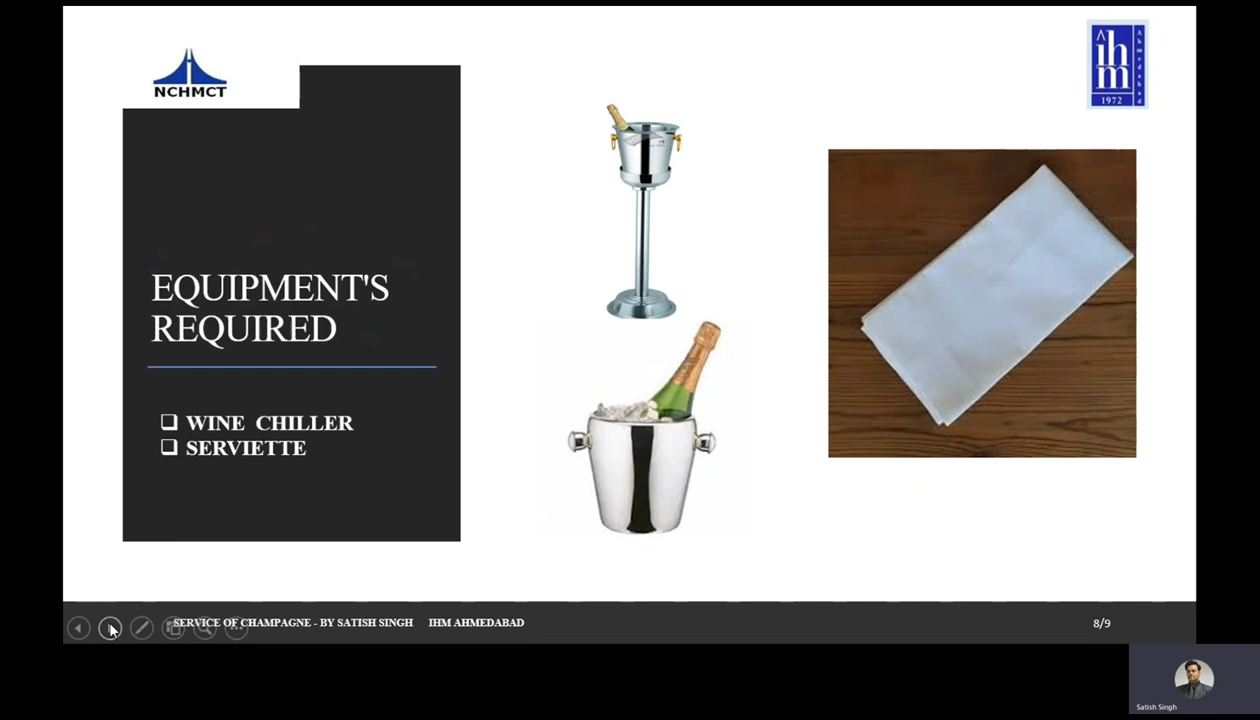 NCHMCT
ihm
Ahmedabad
1972
EQUIPMENT'S
REQUIRED
WINE CHILLER
SERVIETTE
SERVICE OF CHAMPAGNE - BY SATISH SINGH IHM AHMEDABAD
8/9
Satish Singh